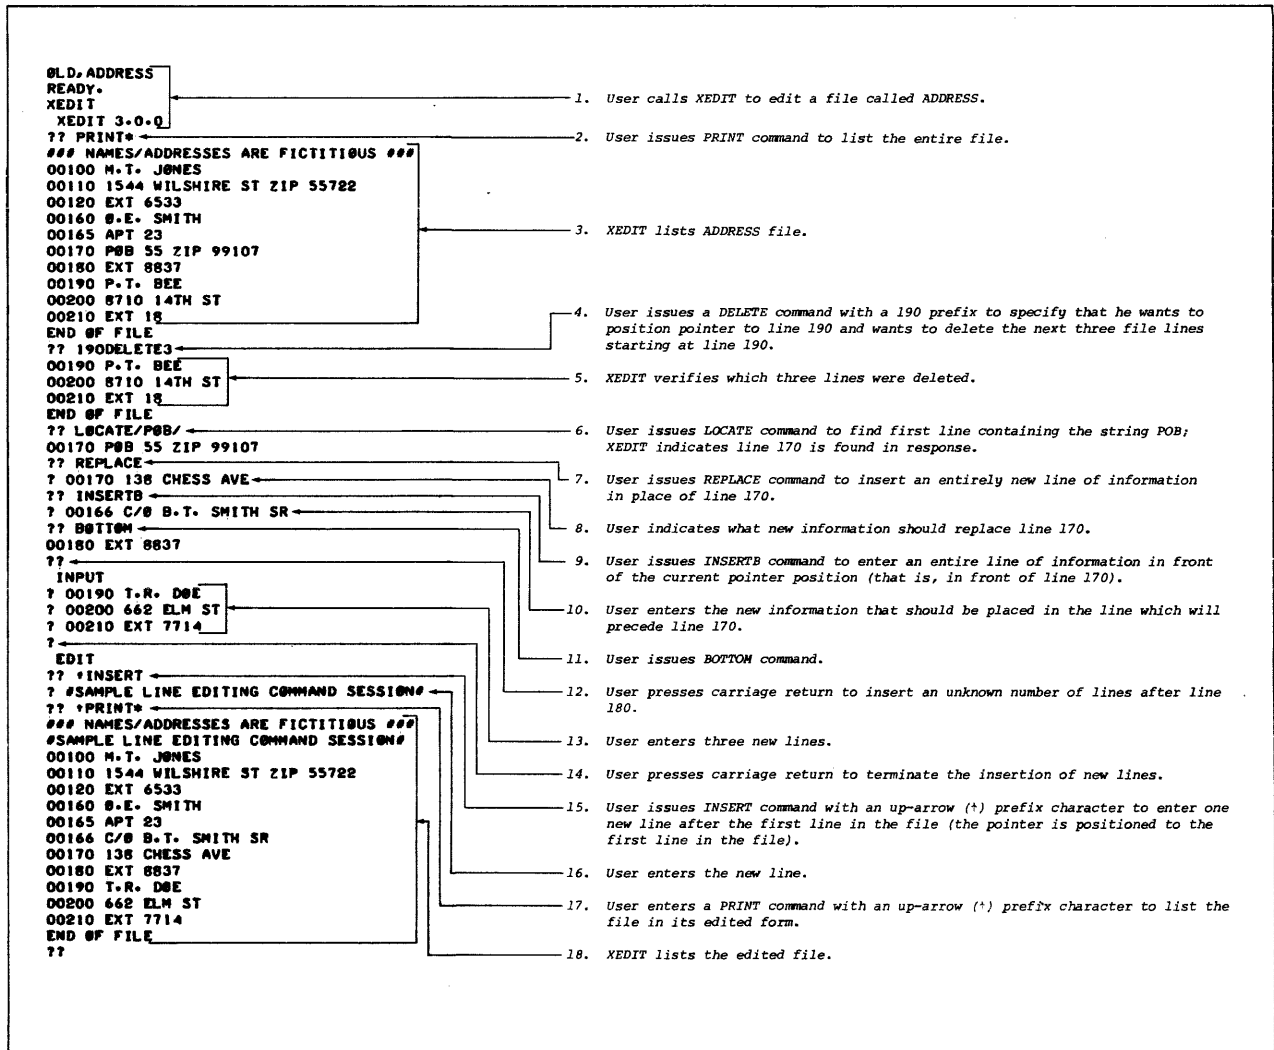 ØLD,ADDRESS
READY.
XEDIT
XEDIT 3.0.0
?? PRINT*
### NAMES/ADDRESSES ARE FICTITIØUS ###
00100 M.T. JØNES
00110 1544 WILSHIRE ST ZIP 55722
00120 EXT 6533
00160 Ø.E. SMITH
00165 APT 23
00170 PØB 55 ZIP 99107
00180 EXT 8837
00190 P.T. BEE
00200 8710 14TH ST
00210 EXT 18
END ØF FILE
?? 190DELETE3
00190 P.T. BEE
00200 8710 14TH ST
00210 EXT 18
END ØF FILE
?? LØCATE/PØB/
00170 PØB 55 ZIP 99107
?? REPLACE
? 00170 138 CHESS AVE
?? INSERTB
? 00166 C/Ø B.T. SMITH SR
?? BØTTØM
00180 EXT 8837
??
INPUT
? 00190 T.R. DØE
? 00200 662 ELM ST
? 00210 EXT 7714
?
EDIT
?? ↑INSERT
? #SAMPLE LINE EDITING CØMMAND SESSIØN#
?? ↑PRINT*
### NAMES/ADDRESSES ARE FICTITIØUS ###
#SAMPLE LINE EDITING CØMMAND SESSIØN#
00100 M.T. JØNES
00110 1544 WILSHIRE ST ZIP 55722
00120 EXT 6533
00160 Ø.E. SMITH
00165 APT 23
00166 C/Ø B.T. SMITH SR
00170 138 CHESS AVE
00180 EXT 8837
00190 T.R. DØE
00200 662 ELM ST
00210 EXT 7714
END ØF FILE
??
1. User calls XEDIT to edit a file called ADDRESS.
2. User issues PRINT command to list the entire file.
3. XEDIT lists ADDRESS file.
4. User issues a DELETE command with a 190 prefix to specify that he wants to
position pointer to line 190 and wants to delete the next three file lines
starting at line 190.
5. XEDIT verifies which three lines were deleted.
6. User issues LOCATE command to find first line containing the string POB;
XEDIT indicates line 170 is found in response.
7. User issues REPLACE command to insert an entirely new line of information
in place of line 170.
8. User indicates what new information should replace line 170.
9. User issues INSERTB command to enter an entire line of information in front
of the current pointer position (that is, in front of line 170).
10. User enters the new information that should be placed in the line which will
precede line 170.
11. User issues BOTTOM command.
12. User presses carriage return to insert an unknown number of lines after line
180.
13. User enters three new lines.
14. User presses carriage return to terminate the insertion of new lines.
15. User issues INSERT command with an up-arrow (↑) prefix character to enter one
new line after the first line in the file (the pointer is positioned to the
first line in the file).
16. User enters the new line.
17. User enters a PRINT command with an up-arrow (↑) prefix character to list the
file in its edited form.
18. XEDIT lists the edited file.